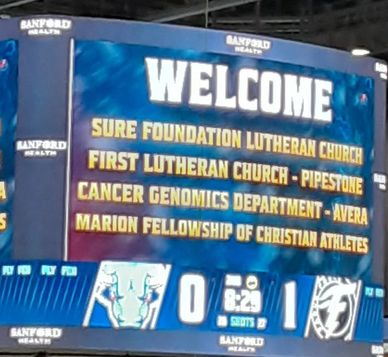 SANFORD
HEALTH
SANFORD
HEALTH
WELCOME
SURE FOUNDATION LUTHERAN CHURCH
FIRST LUTHERAN CHURCH - PIPESTONE
SANFORD
HEALTH
CANCER GENOMICS DEPARTMENT - AVERA
MARION FELLOWSHIP OF CHRISTIAN ATHLETES
0
8:29
1
SHOTS
SANFORD
HEALTH
SANFORD
HEALTH